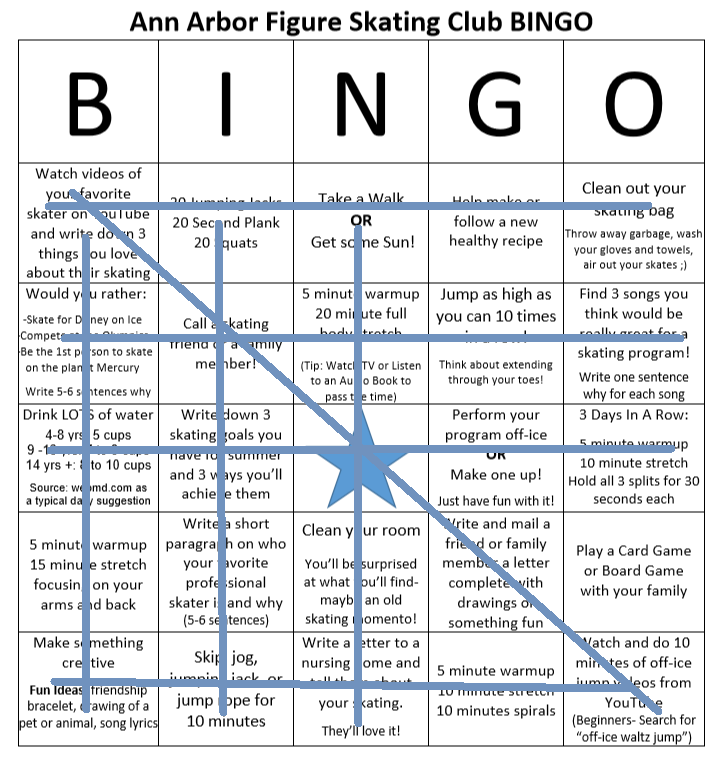 Ann Arbor Figure Skating Club BINGO
B I N G O
Watch videos of
your favorite
skater on YouTube
and write down 3
things you love
about their skating
20 Jumping Jacks
20 Second Plank
20 Squats
Take a Walk
OR
Get some Sun!
Help make or
follow a new
healthy recipe
Clean out your
skating bag
Throw away garbage, wash
your gloves and towels,
air out your skates ;)
Would you rather:
-Skate for Disney on Ice
-Compete at the Olympics
-Be the 1st person to skate
on the planet Mercury
Write 5-6 sentences why
Call a skating
friend or a family
member!
5 minute warmup
20 minute full
body stretch
(Tip: Watch TV or Listen
to an Audio Book to
pass the time)
Jump as high as
you can 10 times
in a row!
Think about extending
through your toes!
Find 3 songs you
think would be
really great for a
skating program!
Write one sentence
why for each song
Drink LOTS of water
4-8 yrs 5 cups
9 -13 cups
14 yrs +: 8 to 10 cups
Source: webmd.com as
a typical daily suggestion
Write down 3
skating goals you
have for summer
and 3 ways you'll
achieve them
Perform your
program off-ice
OR
Make one up!
Just have fun with it!
3 Days In A Row:
5 minute warmup
10 minute stretch
Hold all 3 splits for 30
seconds each
5 minute warmup
15 minute stretch
focusing on your
arms and back
Write a short
paragraph on who
your favorite
professional
skater is and why
(5-6 sentences)
Clean your room
You'll be surprised
at what you'll find-
maybe an old
skating momento!
Write and mail a
friend or family
member a letter
complete with
drawings or
something fun
Play a Card Game
or Board Game
with your family
Make something
creative
Fun Ideas: friendship
bracelet, drawing of a
pet or animal, song lyrics
Skip, jog,
jumping jack, or
jump rope for
10 minutes
Write a letter to a
nursing home and
tell them about
your skating.
They'll love it!
5 minute warmup
10 minute stretch
10 minutes spirals
Watch and do 10
minutes of off-ice
jump videos from
YouTube
(Beginners- Search for
"off-ice waltz jump")